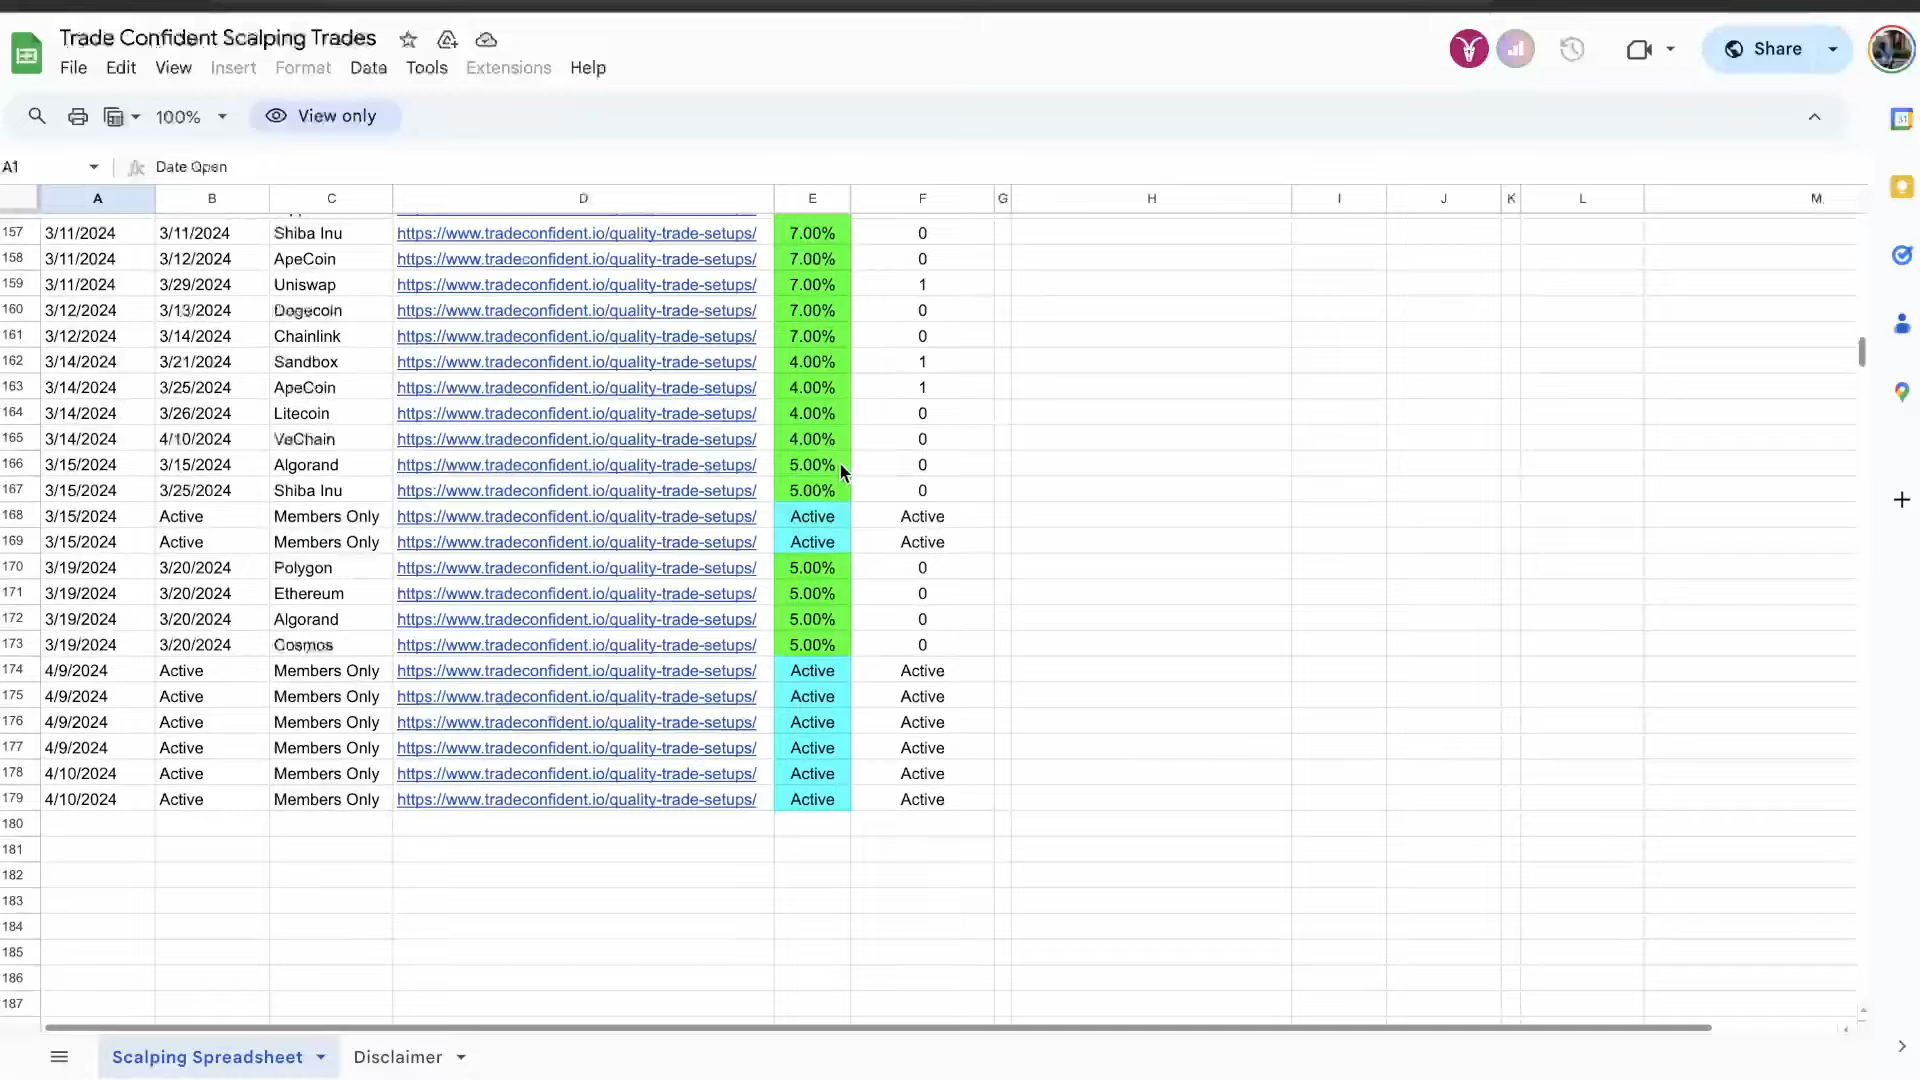 Trade Confident Scalping Trades
File Edit View Insert Format Data Tools Extensions Help
Share
100% View only
A1 Date Open
A B C D E F G H I J K L M
157 3/11/2024 3/11/2024 Shiba Inu https://www.tradeconfident.io/quality-trade-setups/ 7.00% 0
158 3/11/2024 3/12/2024 ApeCoin https://www.tradeconfident.io/quality-trade-setups/ 7.00% 0
159 3/11/2024 3/29/2024 Uniswap https://www.tradeconfident.io/quality-trade-setups/ 7.00% 1
160 3/12/2024 3/13/2024 Dogecoin https://www.tradeconfident.io/quality-trade-setups/ 7.00% 0
161 3/12/2024 3/14/2024 Chainlink https://www.tradeconfident.io/quality-trade-setups/ 7.00% 0
162 3/14/2024 3/21/2024 Sandbox https://www.tradeconfident.io/quality-trade-setups/ 4.00% 1
163 3/14/2024 3/25/2024 ApeCoin https://www.tradeconfident.io/quality-trade-setups/ 4.00% 1
164 3/14/2024 3/26/2024 Litecoin https://www.tradeconfident.io/quality-trade-setups/ 4.00% 0
165 3/14/2024 4/10/2024 VeChain https://www.tradeconfident.io/quality-trade-setups/ 4.00% 0
166 3/15/2024 3/15/2024 Algorand https://www.tradeconfident.io/quality-trade-setups/ 5.00% 0
167 3/15/2024 3/25/2024 Shiba Inu https://www.tradeconfident.io/quality-trade-setups/ 5.00% 0
168 3/15/2024 Active Members Only https://www.tradeconfident.io/quality-trade-setups/ Active Active
169 3/15/2024 Active Members Only https://www.tradeconfident.io/quality-trade-setups/ Active Active
170 3/19/2024 3/20/2024 Polygon https://www.tradeconfident.io/quality-trade-setups/ 5.00% 0
171 3/19/2024 3/20/2024 Ethereum https://www.tradeconfident.io/quality-trade-setups/ 5.00% 0
172 3/19/2024 3/20/2024 Algorand https://www.tradeconfident.io/quality-trade-setups/ 5.00% 0
173 3/19/2024 3/20/2024 Cosmos https://www.tradeconfident.io/quality-trade-setups/ 5.00% 0
174 4/9/2024 Active Members Only https://www.tradeconfident.io/quality-trade-setups/ Active Active
175 4/9/2024 Active Members Only https://www.tradeconfident.io/quality-trade-setups/ Active Active
176 4/9/2024 Active Members Only https://www.tradeconfident.io/quality-trade-setups/ Active Active
177 4/9/2024 Active Members Only https://www.tradeconfident.io/quality-trade-setups/ Active Active
178 4/10/2024 Active Members Only https://www.tradeconfident.io/quality-trade-setups/ Active Active
179 4/10/2024 Active Members Only https://www.tradeconfident.io/quality-trade-setups/ Active Active
180
181
182
183
184
185
186
187
Scalping Spreadsheet Disclaimer